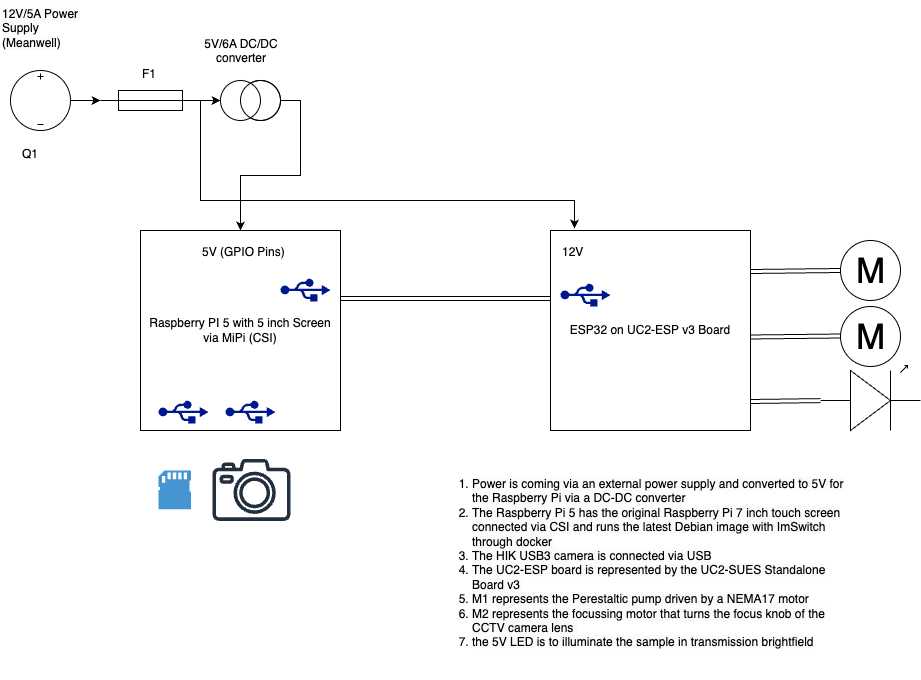 12V/5A Power
Supply
(Meanwell)
5V/6A DC/DC
converter
F1
+
−
Q1
5V (GPIO Pins)
12V
Raspberry PI 5 with 5 inch Screen
via MiPi (CSI)
ESP32 on UC2-ESP v3 Board
M
M
1. Power is coming via an external power supply and converted to 5V for
the Raspberry Pi via a DC-DC converter
2. The Raspberry Pi 5 has the original Raspberry Pi 7 inch touch screen
connected via CSI and runs the latest Debian image with ImSwitch
through docker
3. The HIK USB3 camera is connected via USB
4. The UC2-ESP board is represented by the UC2-SUES Standalone
Board v3
5. M1 represents the Perestaltic pump driven by a NEMA17 motor
6. M2 represents the focussing motor that turns the focus knob of the
CCTV camera lens
7. the 5V LED is to illuminate the sample in transmission brightfield